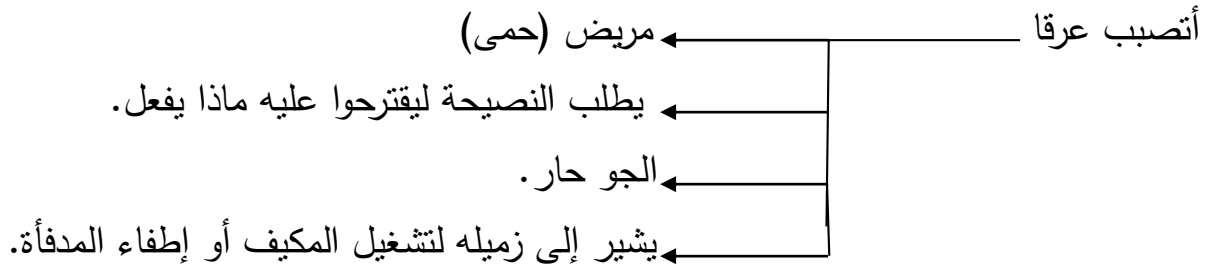 أتصبب عرقا مريض (حمى)
يطلب النصيحة ليقترحوا عليه ماذا يفعل.
الجو حار.
يشير إلى زميله لتشغيل المكيف أو إطفاء المدفأة.